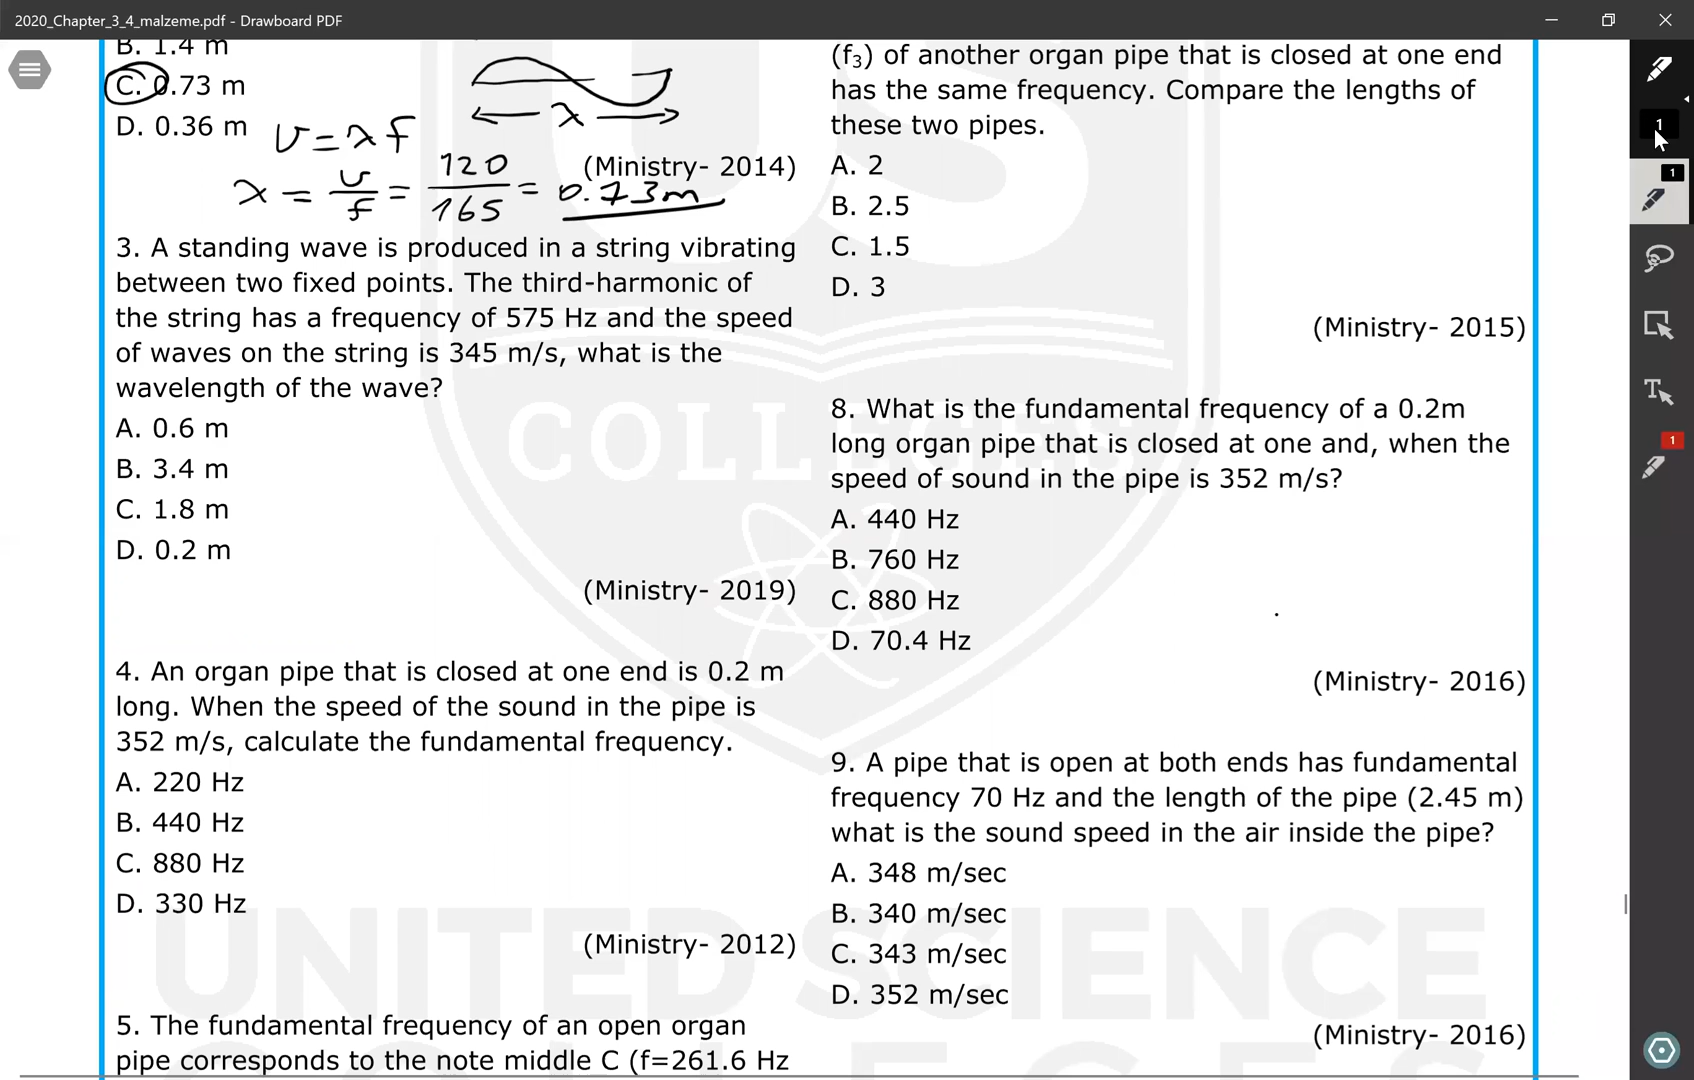 2020_Chapter_3_4_malzeme.pdf - Drawboard PDF
B. 1.4 m
C. 0.73 m
D. 0.36 m
v = λ f
λ
(Ministry- 2014)
λ = v/f = 120/165 = 0.73m
3. A standing wave is produced in a string vibrating
between two fixed points. The third-harmonic of
the string has a frequency of 575 Hz and the speed
of waves on the string is 345 m/s, what is the
wavelength of the wave?
A. 0.6 m
B. 3.4 m
C. 1.8 m
D. 0.2 m
(Ministry- 2019)
4. An organ pipe that is closed at one end is 0.2 m
long. When the speed of the sound in the pipe is
352 m/s, calculate the fundamental frequency.
A. 220 Hz
B. 440 Hz
C. 880 Hz
D. 330 Hz
(Ministry- 2012)
5. The fundamental frequency of an open organ
pipe corresponds to the note middle C (f=261.6 Hz
(f₃) of another organ pipe that is closed at one end
has the same frequency. Compare the lengths of
these two pipes.
A. 2
B. 2.5
C. 1.5
D. 3
(Ministry- 2015)
8. What is the fundamental frequency of a 0.2m
long organ pipe that is closed at one and, when the
speed of sound in the pipe is 352 m/s?
A. 440 Hz
B. 760 Hz
C. 880 Hz
D. 70.4 Hz
(Ministry- 2016)
9. A pipe that is open at both ends has fundamental
frequency 70 Hz and the length of the pipe (2.45 m)
what is the sound speed in the air inside the pipe?
A. 348 m/sec
B. 340 m/sec
C. 343 m/sec
D. 352 m/sec
(Ministry- 2016)
US
COLLEGES
UNITED SCIENCE
COLLEGES
1
1
1